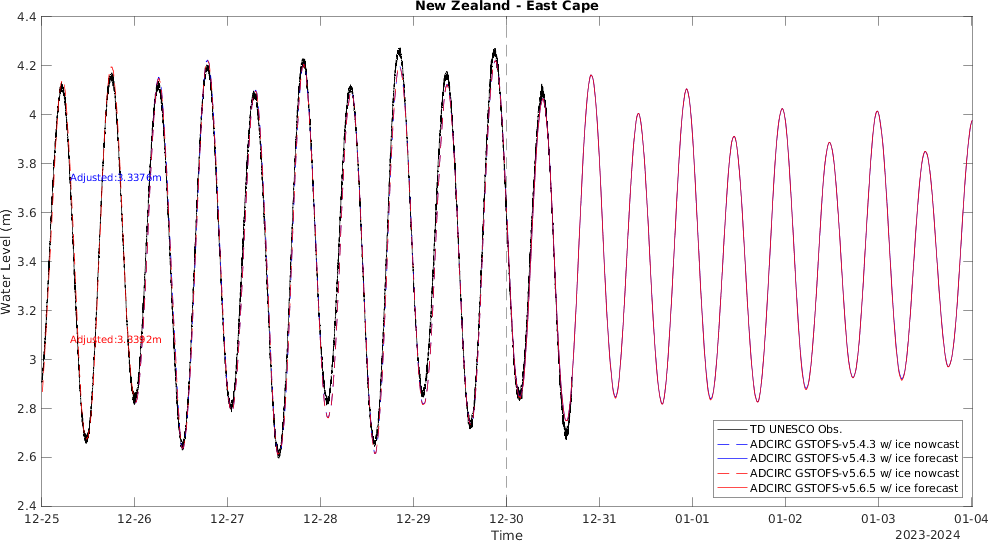 New Zealand - East Cape
4.4
4.2
4
3.8
3.6
3.4
3.2
3
2.8
2.6
2.4
Water Level (m)
Adjusted:3.3376m
Adjusted:3.3392m
TD UNESCO Obs.
ADCIRC GSTOFS-v5.4.3 w/ ice nowcast
ADCIRC GSTOFS-v5.4.3 w/ ice forecast
ADCIRC GSTOFS-v5.6.5 w/ ice nowcast
ADCIRC GSTOFS-v5.6.5 w/ ice forecast
12-25 12-26 12-27 12-28 12-29 12-30 12-31 01-01 01-02 01-03 01-04
Time
2023-2024